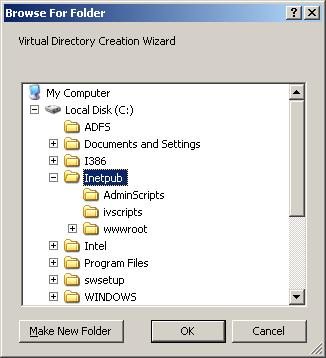 Browse For Folder
Virtual Directory Creation Wizard
My Computer
Local Disk (C:)
ADFS
Documents and Settings
I386
Inetpub
AdminScripts
ivscripts
wwwroot
Intel
Program Files
swsetup
WINDOWS
Make New Folder
OK
Cancel